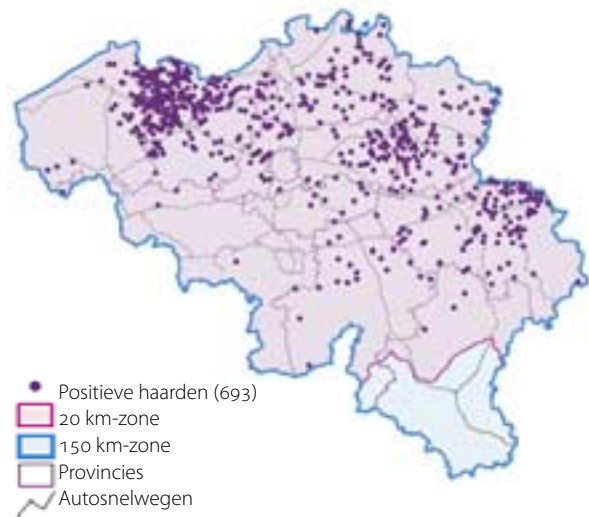 Positieve haarden (693)
20 km-zone
150 km-zone
Provincies
Autosnelwegen